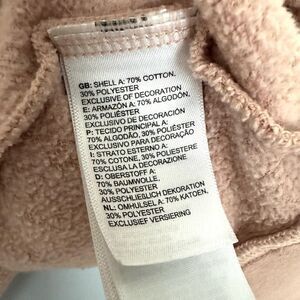 GB: SHELL A: 70% COTTON.
30% POLYESTER
EXCLUSIVE OF DECORATION
E: ARMAZÓN A: 70% ALGODÓN,
30% POLIÉSTER
EXCLUSIVO DE DECORACIÓN
P: TECIDO PRINCIPAL A:
70% ALGODÃO, 30% POLIÉSTER
EXCLUSIVO PARA DECORAÇÃO
I: STRATO ESTERNO A:
70% COTONE, 30% POLIESTERE
ESCLUSA LA DECORAZIONE
D: OBERSTOFF A:
70% BAUMWOLLE,
30% POLYESTER
AUSSCHLIESSLICH DEKORATION
NL: OMHULSEL A: 70% KATOEN,
30% POLYESTER
EXCLUSIEF VERSIERING